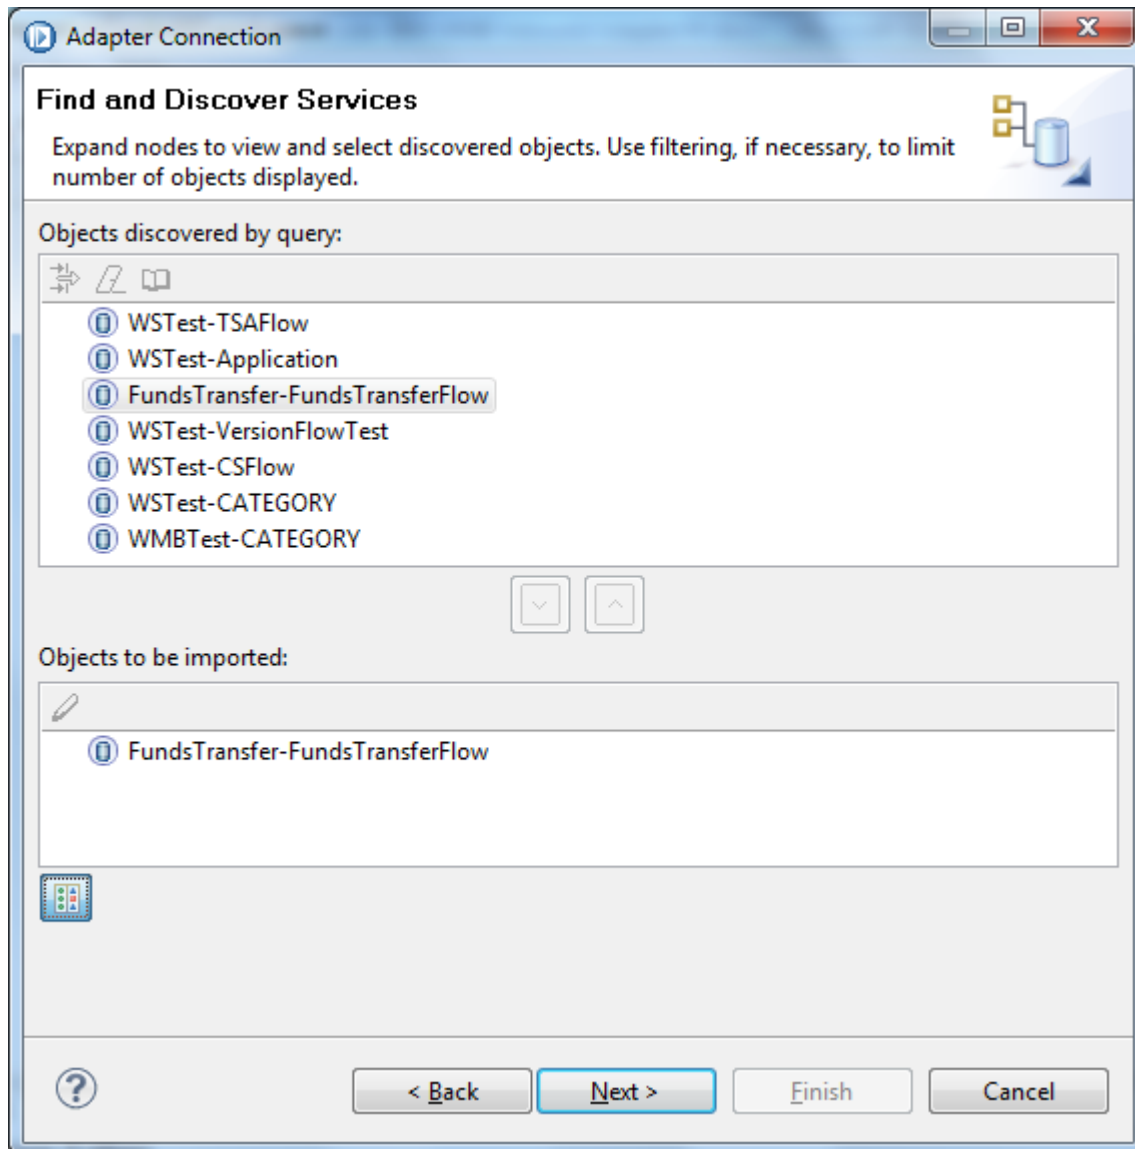 Adapter Connection
Find and Discover Services
Expand nodes to view and select discovered objects. Use filtering, if necessary, to limit
number of objects displayed.
Objects discovered by query:
WSTest-TSAFlow
WSTest-Application
FundsTransfer-FundsTransferFlow
WSTest-VersionFlowTest
WSTest-CSFlow
WSTest-CATEGORY
WMBTest-CATEGORY
Objects to be imported:
FundsTransfer-FundsTransferFlow
? < Back Next > Finish Cancel